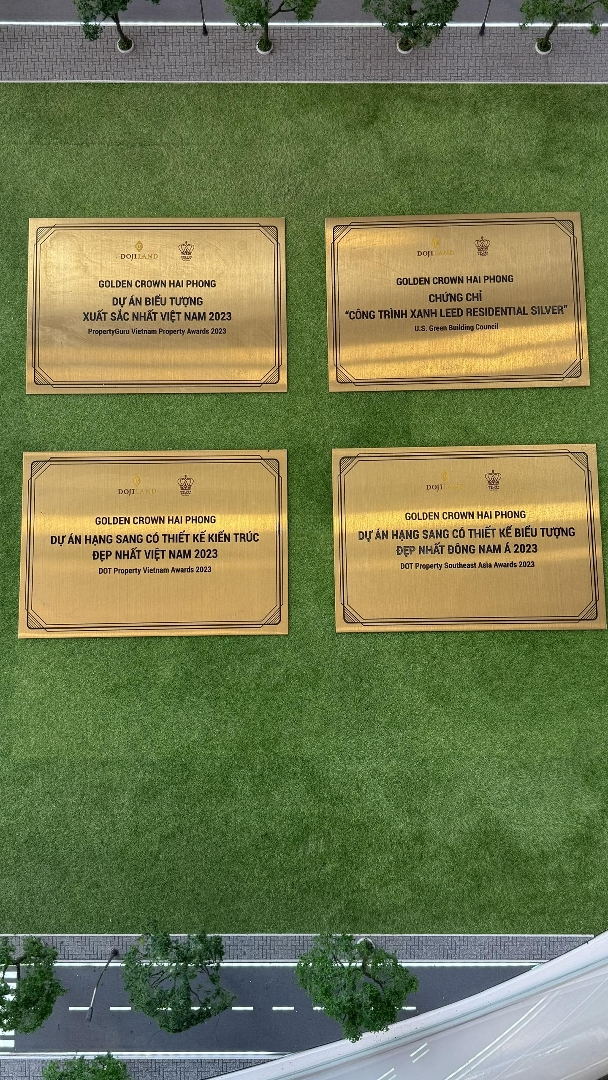 DOJILAND
GOLDEN CROWN HAI PHONG
DỰ ÁN BIỂU TƯỢNG
XUẤT SẮC NHẤT VIỆT NAM 2023
PropertyGuru Vietnam Property Awards 2023
DOJILAND
GOLDEN CROWN HAI PHONG
CHỨNG CHỈ
“CÔNG TRÌNH XANH LEED RESIDENTIAL SILVER”
U.S. Green Building Council
DOJILAND
GOLDEN CROWN HAI PHONG
DỰ ÁN HẠNG SANG CÓ THIẾT KẾ KIẾN TRÚC
ĐẸP NHẤT VIỆT NAM 2023
DOT Property Vietnam Awards 2023
DOJI
GOLDEN CROWN HAI PHONG
DỰ ÁN HẠNG SANG CÓ THIẾT KẾ BIỂU TƯỢNG
ĐẸP NHẤT ĐÔNG NAM Á 2023
DOT Property Southeast Asia Awards 2023